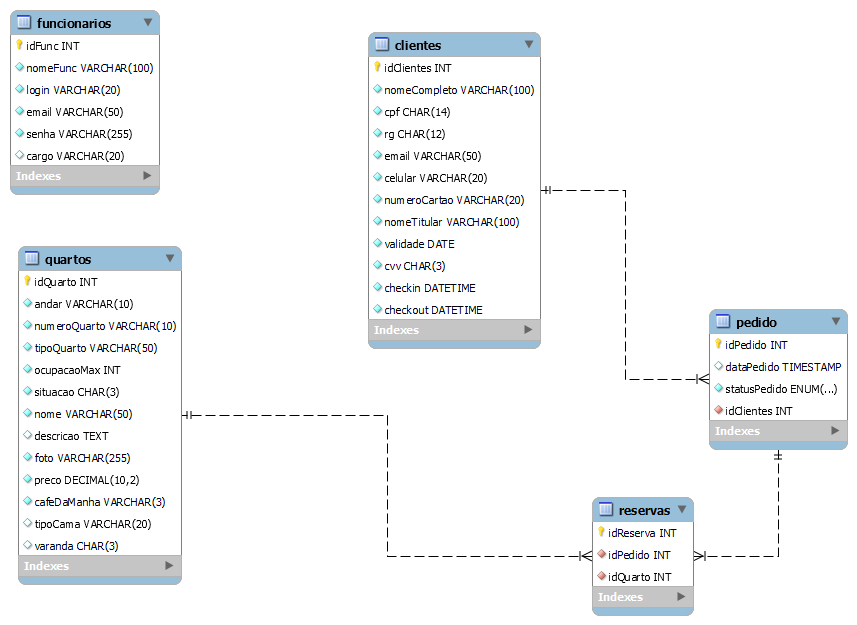 funcionarios
idFunc INT
nomeFunc VARCHAR(100)
login VARCHAR(20)
email VARCHAR(50)
senha VARCHAR(255)
cargo VARCHAR(20)
Indexes
clientes
idClientes INT
nomeCompleto VARCHAR(100)
cpf CHAR(14)
rg CHAR(12)
email VARCHAR(50)
celular VARCHAR(20)
numeroCartao VARCHAR(20)
nomeTitular VARCHAR(100)
validade DATE
cvv CHAR(3)
checkin DATETIME
checkout DATETIME
Indexes
quartos
idQuarto INT
andar VARCHAR(10)
numeroQuarto VARCHAR(10)
tipoQuarto VARCHAR(50)
ocupacaoMax INT
situacao CHAR(3)
nome VARCHAR(50)
descricao TEXT
foto VARCHAR(255)
preco DECIMAL(10,2)
cafeDaManha VARCHAR(3)
tipoCama VARCHAR(20)
varanda CHAR(3)
Indexes
pedido
idPedido INT
dataPedido TIMESTAMP
statusPedido ENUM(...)
idClientes INT
Indexes
reservas
idReserva INT
idPedido INT
idQuarto INT
Indexes